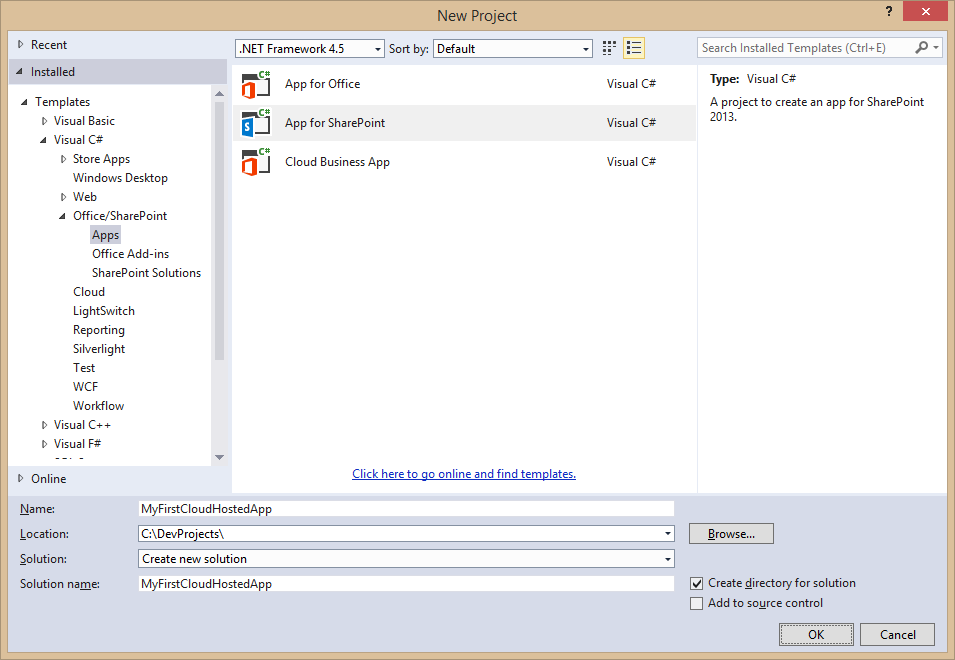 New Project
?
Recent
Installed
Templates
Visual Basic
Visual C#
Store Apps
Windows Desktop
Web
Office/SharePoint
Apps
Office Add-ins
SharePoint Solutions
Cloud
LightSwitch
Reporting
Silverlight
Test
WCF
Workflow
Visual C++
Visual F#
Online
.NET Framework 4.5 Sort by: Default
C# App for Office Visual C#
C# S App for SharePoint Visual C#
C# Cloud Business App Visual C#
Click here to go online and find templates.
Search Installed Templates (Ctrl+E)
Type: Visual C#
A project to create an app for SharePoint
2013.
Name: MyFirstCloudHostedApp
Location: C:\DevProjects\ Browse...
Solution: Create new solution
Solution name: MyFirstCloudHostedApp
Create directory for solution
Add to source control
OK Cancel